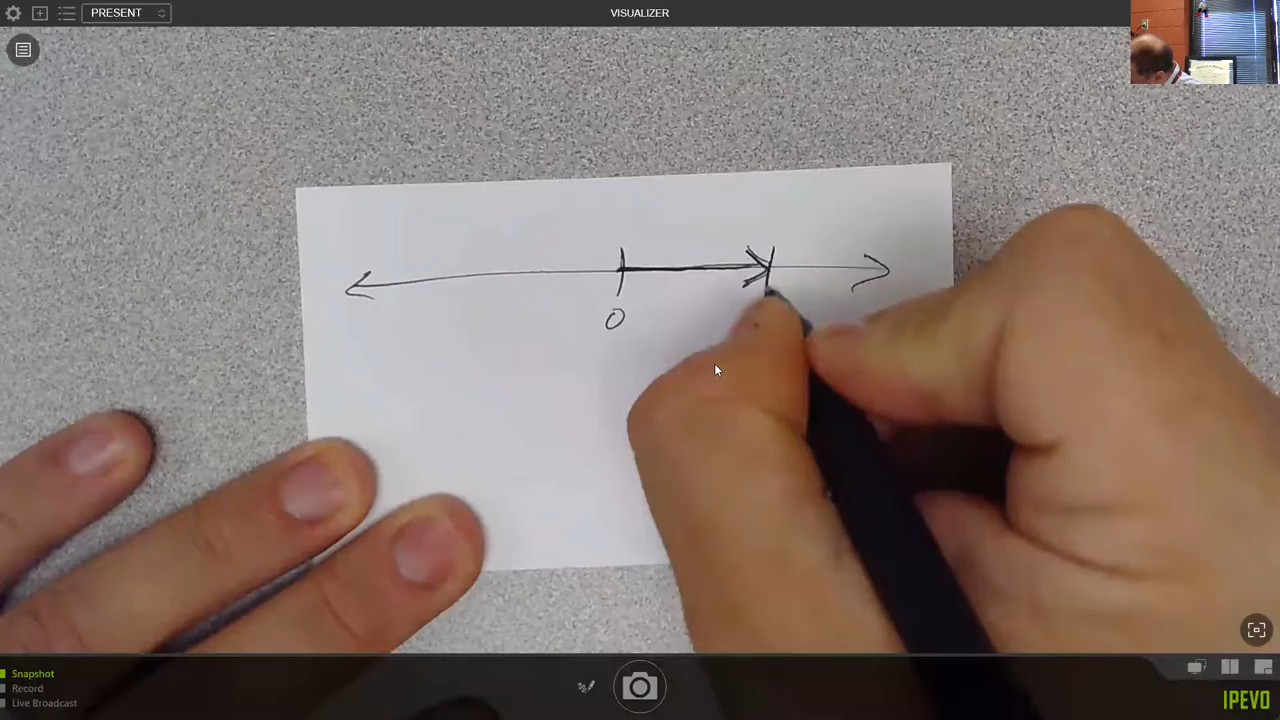 PRESENT
VISUALIZER
0
Snapshot
Record
Live Broadcast
IPEVO